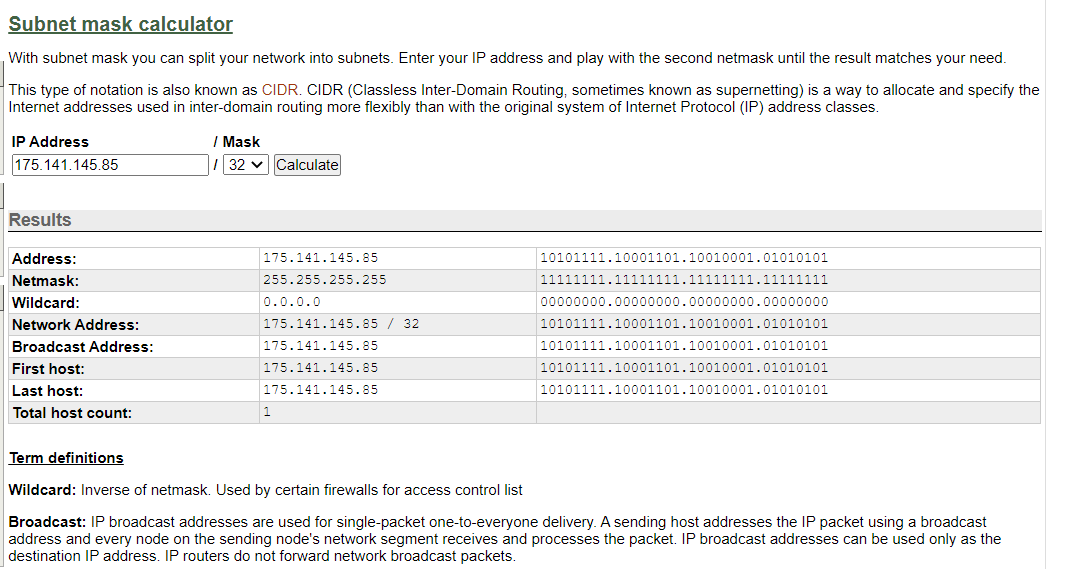 Subnet mask calculator
With subnet mask you can split your network into subnets. Enter your IP address and play with the second netmask until the result matches your need.
This type of notation is also known as CIDR. CIDR (Classless Inter-Domain Routing, sometimes known as supernetting) is a way to allocate and specify the
Internet addresses used in inter-domain routing more flexibly than with the original system of Internet Protocol (IP) address classes.
IP Address / Mask
175.141.145.85 / 32 Calculate
Results
Address: 175.141.145.85 10101111.10001101.10010001.01010101
Netmask: 255.255.255.255 11111111.11111111.11111111.11111111
Wildcard: 0.0.0.0 00000000.00000000.00000000.00000000
Network Address: 175.141.145.85 / 32 10101111.10001101.10010001.01010101
Broadcast Address: 175.141.145.85 10101111.10001101.10010001.01010101
First host: 175.141.145.85 10101111.10001101.10010001.01010101
Last host: 175.141.145.85 10101111.10001101.10010001.01010101
Total host count: 1
Term definitions
Wildcard: Inverse of netmask. Used by certain firewalls for access control list
Broadcast: IP broadcast addresses are used for single-packet one-to-everyone delivery. A sending host addresses the IP packet using a broadcast
address and every node on the sending node's network segment receives and processes the packet. IP broadcast addresses can be used only as the
destination IP address. IP routers do not forward network broadcast packets.